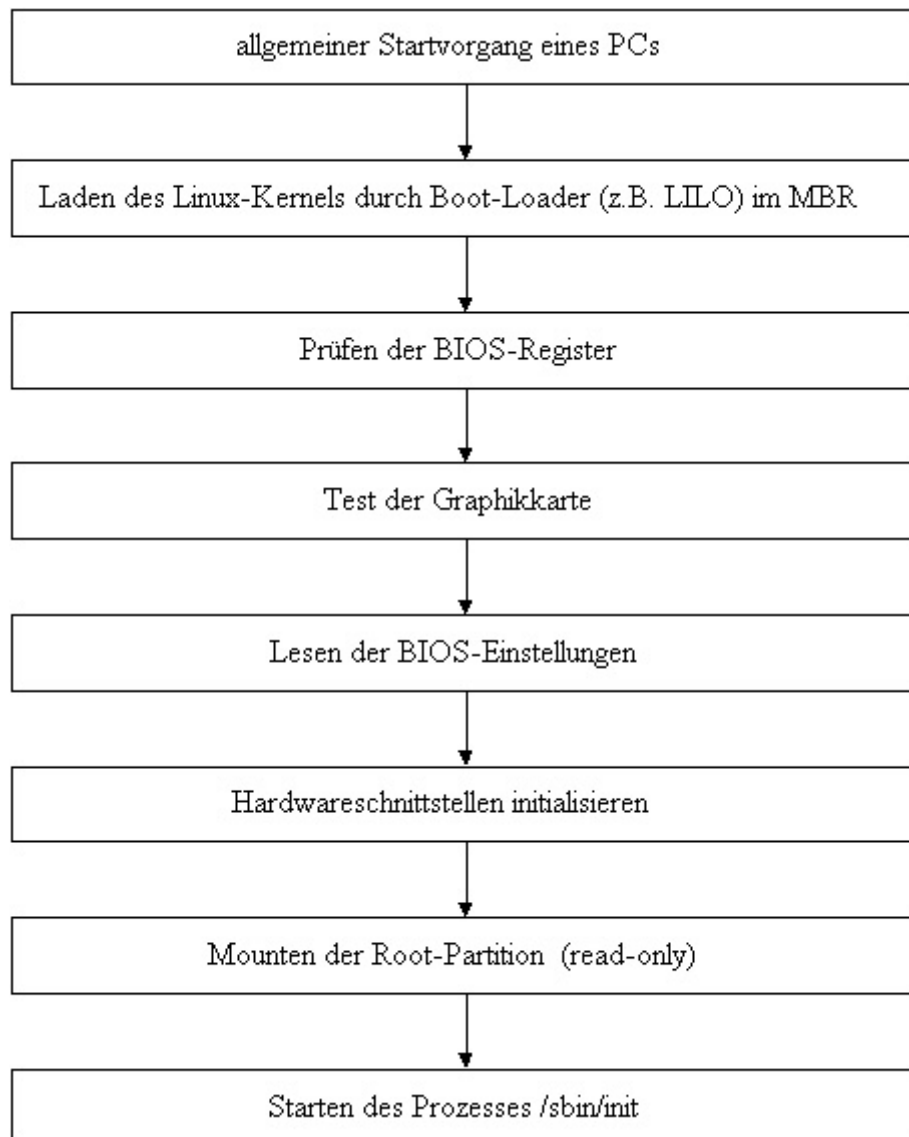 allgemeiner Startvorgang eines PCs
Laden des Linux-Kernels durch Boot-Loader (z.B. LILO) im MBR
Prüfen der BIOS-Register
Test der Graphikkarte
Lesen der BIOS-Einstellungen
Hardwareschnittstellen initialisieren
Mounten der Root-Partition (read-only)
Starten des Prozesses /sbin/init